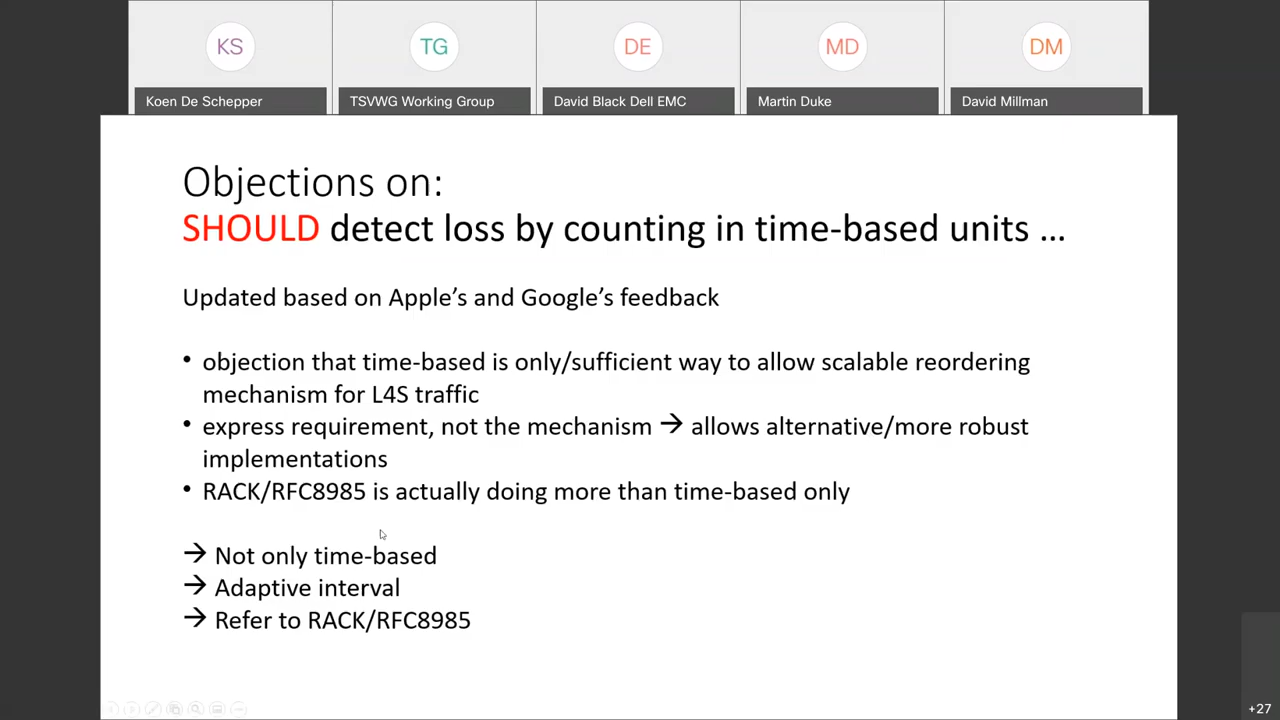 KS TG DE MD DM
Koen De Schepper TSVWG Working Group David Black Dell EMC Martin Duke David Millman
Objections on:
SHOULD detect loss by counting in time-based units ...
Updated based on Apple’s and Google’s feedback
• objection that time-based is only/sufficient way to allow scalable reordering
mechanism for L4S traffic
• express requirement, not the mechanism → allows alternative/more robust
implementations
• RACK/RFC8985 is actually doing more than time-based only
→ Not only time-based
→ Adaptive interval
→ Refer to RACK/RFC8985
+27